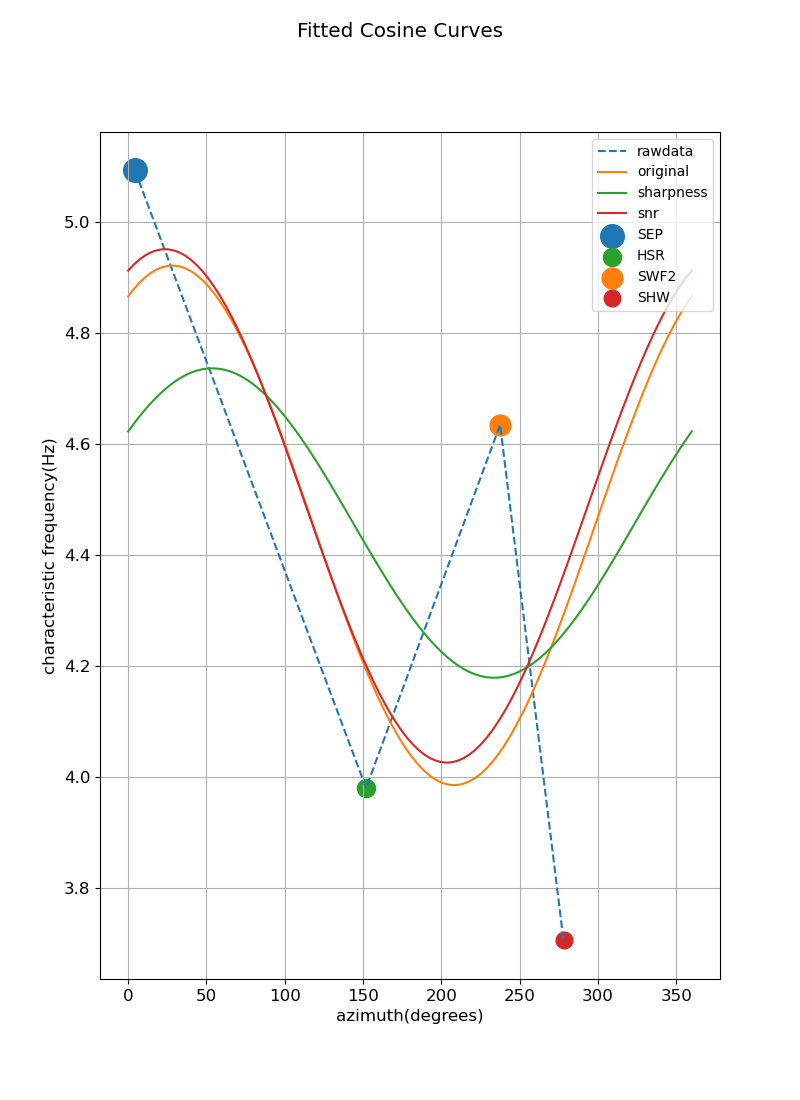 Fitted Cosine Curves
rawdata
original
sharpness
snr
SEP
HSR
SWF2
SHW
5.0
4.8
4.6
4.4
4.2
4.0
3.8
characteristic frequency(Hz)
0 50 100 150 200 250 300 350
azimuth(degrees)